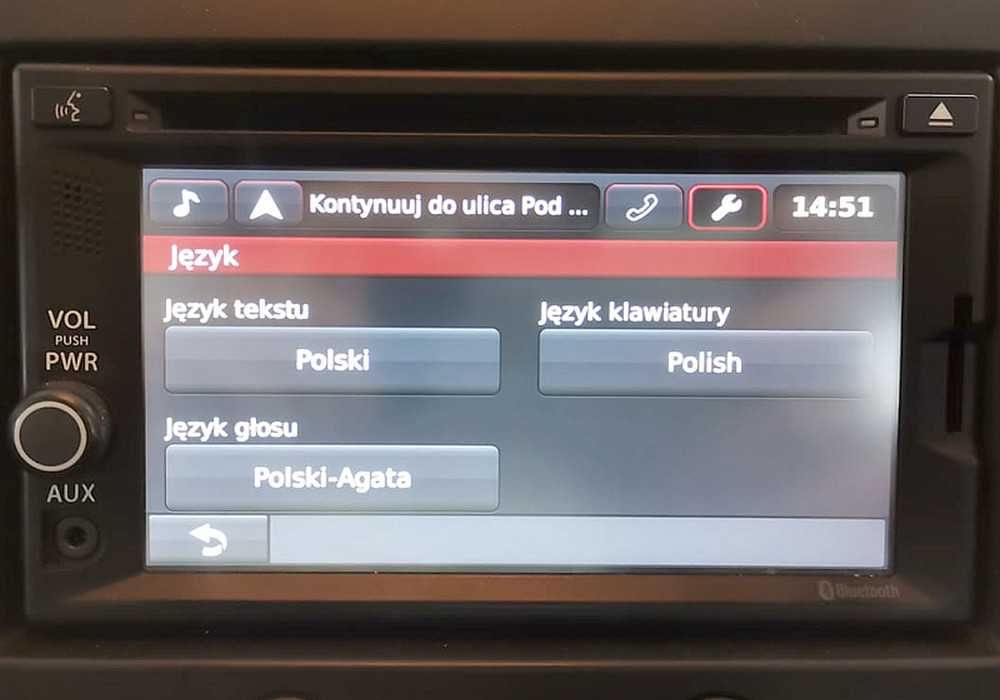 Kontynuuj do ulica Pod ...
14:51
Język
Język tekstu
Język klawiatury
Polski
Polish
Język głosu
Polski-Agata
VOL
PUSH
PWR
AUX
Bluetooth